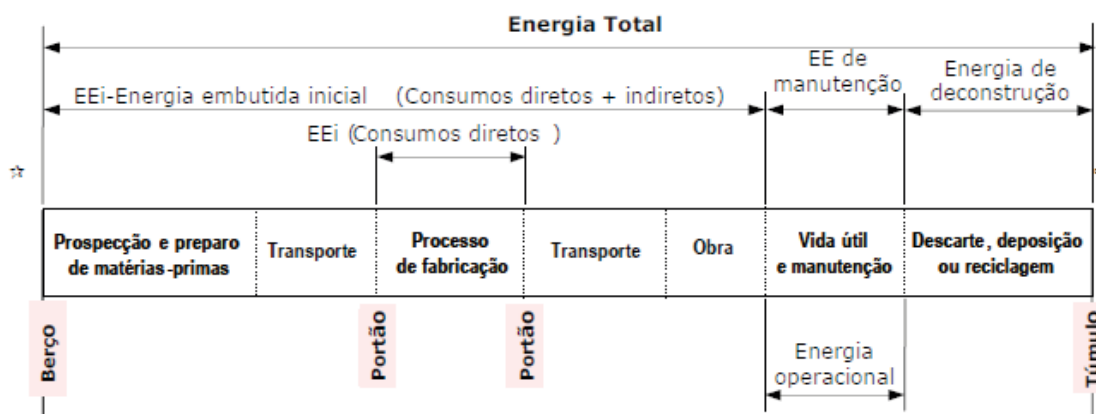 Energia Total
EE de
manutenção
Energia de
deconstrução
EEi-Energia embutida inicial (Consumos diretos + indiretos)
EEi (Consumos diretos )
Prospecção e preparo
de matérias-primas
Transporte
Processo
de fabricação
Transporte
Obra
Vida útil
e manutenção
Descarte, deposição
ou reciclagem
Berço
Portão
Portão
Energia
operacional
Túmulo